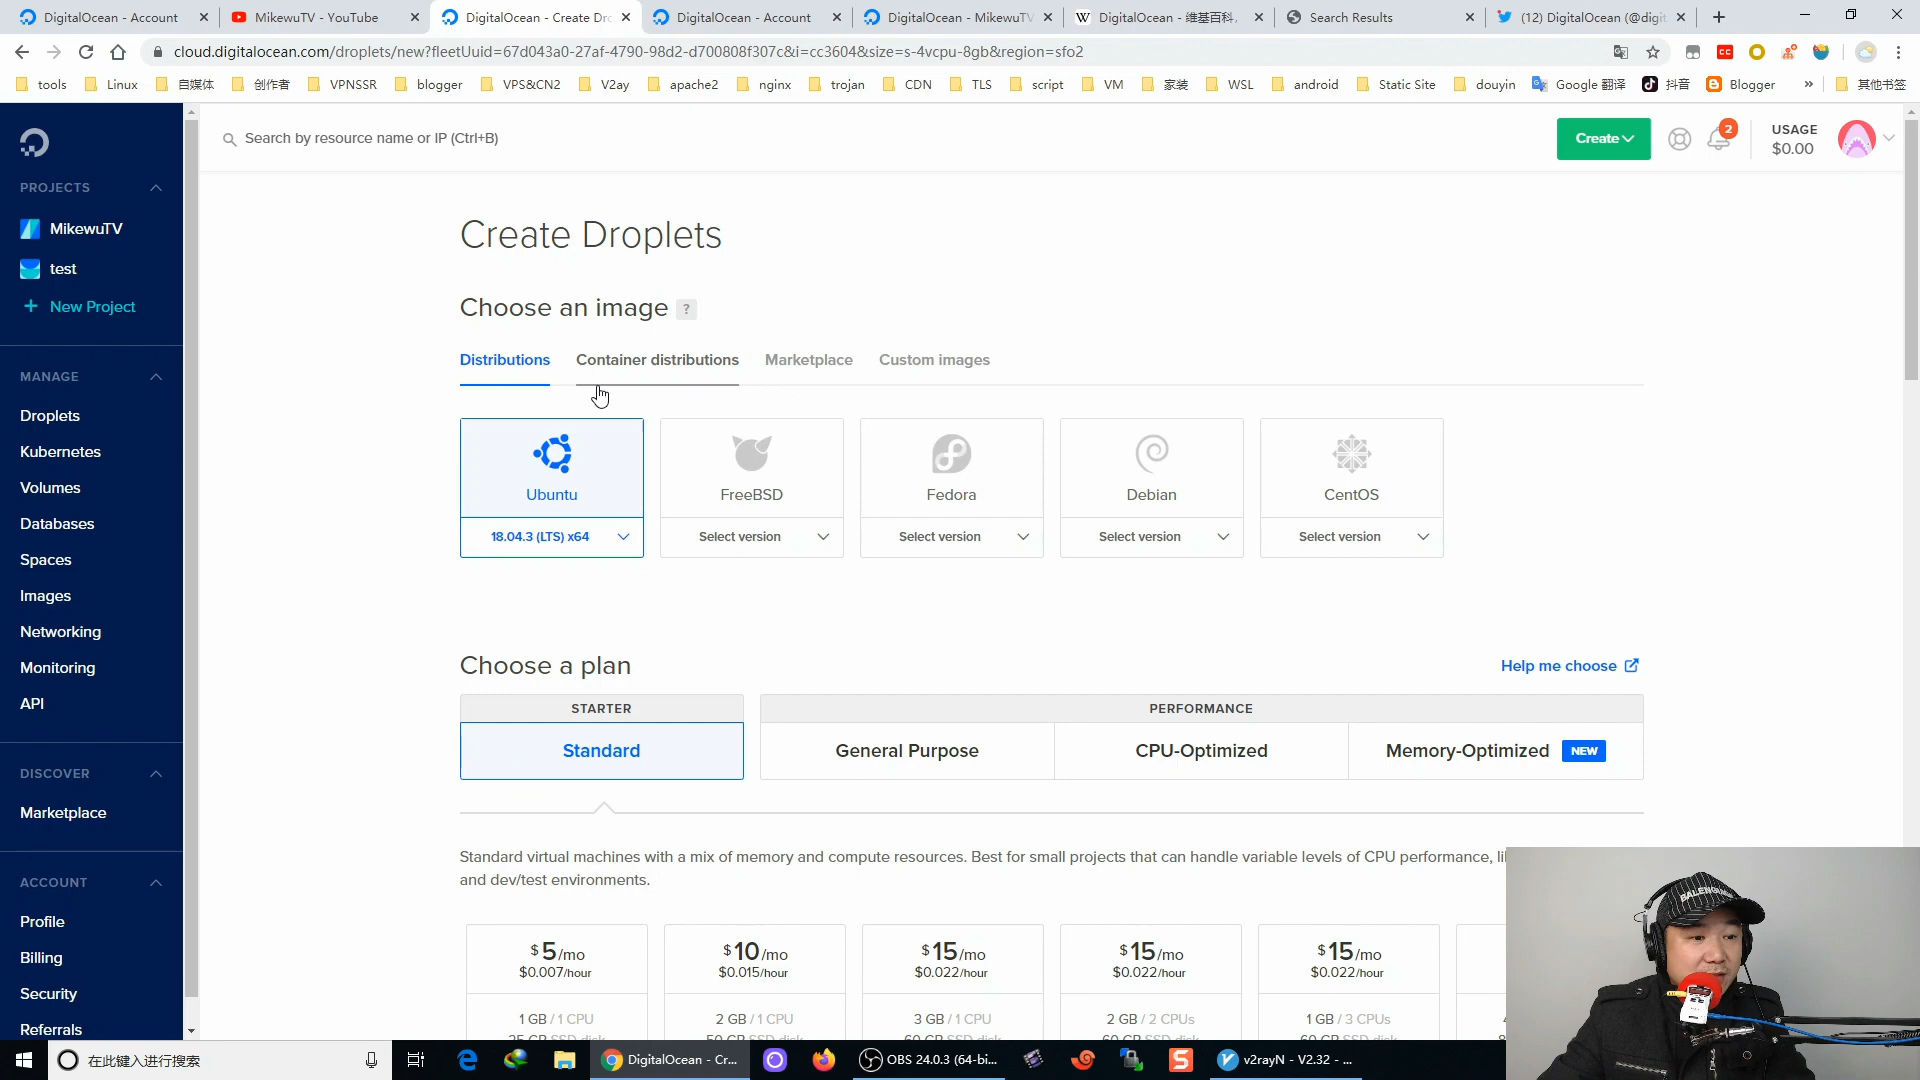 DigitalOcean - Account
MikewuTV - YouTube
DigitalOcean - Create Dro
DigitalOcean - Account
DigitalOcean - MikewuTV
DigitalOcean - 维基百科,
Search Results
(12) DigitalOcean (@digit
cloud.digitalocean.com/droplets/new?fleetUuid=67d043a0-27af-4790-98d2-d700808f307c&i=cc3604&size=s-4vcpu-8gb&region=sfo2
tools
Linux
自媒体
创作者
VPNSSR
blogger
VPS&CN2
V2ay
apache2
nginx
trojan
CDN
TLS
script
VM
家装
WSL
android
Static Site
douyin
Google 翻译
抖音
Blogger
»
其他书签
Search by resource name or IP (Ctrl+B)
Create
2
USAGE
$0.00
PROJECTS
MikewuTV
test
+ New Project
MANAGE
Droplets
Kubernetes
Volumes
Databases
Spaces
Images
Networking
Monitoring
API
DISCOVER
Marketplace
ACCOUNT
Profile
Billing
Security
Referrals
Create Droplets
Choose an image ?
Distributions
Container distributions
Marketplace
Custom images
Ubuntu
18.04.3 (LTS) x64
FreeBSD
Select version
Fedora
Select version
Debian
Select version
CentOS
Select version
Choose a plan
Help me choose
STARTER
PERFORMANCE
Standard
General Purpose
CPU-Optimized
Memory-Optimized NEW
Standard virtual machines with a mix of memory and compute resources. Best for small projects that can handle variable levels of CPU performance, li
and dev/test environments.
$5/mo
$0.007/hour
1 GB / 1 CPU
25 GB SSD disk
$10/mo
$0.015/hour
2 GB / 1 CPU
50 GB SSD disk
$15/mo
$0.022/hour
3 GB / 1 CPU
60 GB SSD disk
$15/mo
$0.022/hour
2 GB / 2 CPUs
60 GB SSD disk
$15/mo
$0.022/hour
1 GB / 3 CPUs
60 GB SSD disk
BALENCIAGA
在此键入进行搜索
DigitalOcean - Cr...
OBS 24.0.3 (64-bi...
v2rayN - V2.32 - ...